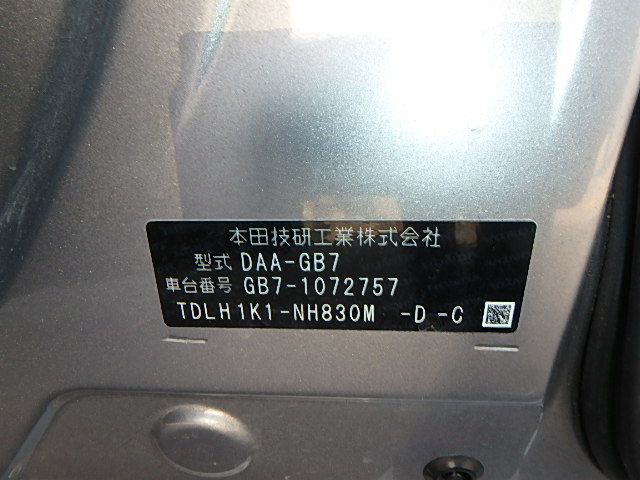 本田技研工業株式会社
型式 DAA-GB7
車台番号 GB7-1072757
TDLH1K1-NH830M -D -C